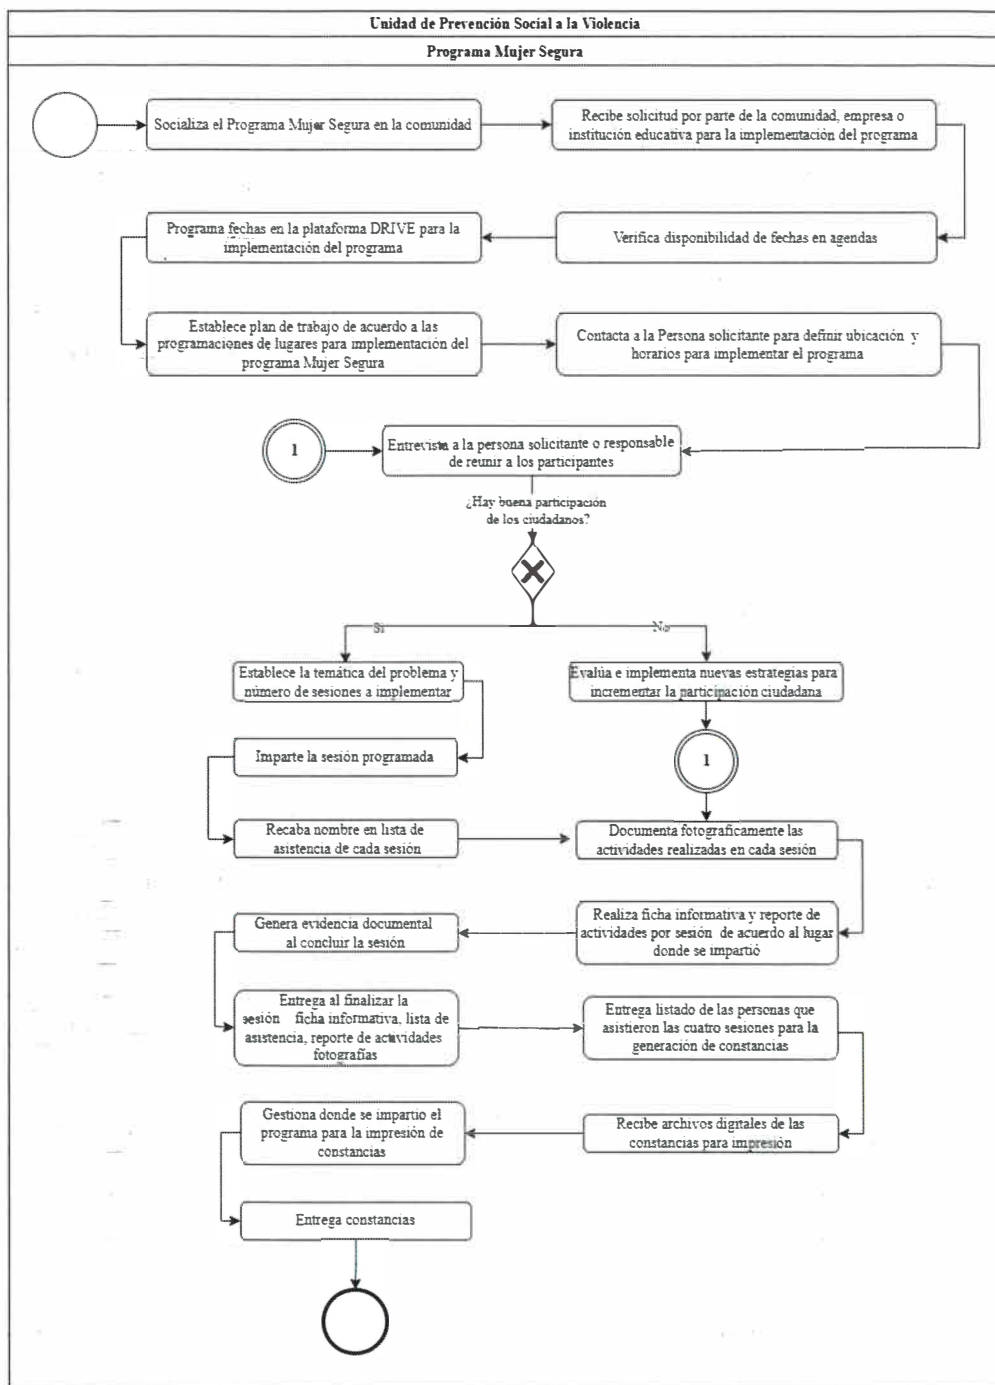 Unidad de Prevención Social a la Violencia
Programa Mujer Segura
Socializa el Programa Mujer Segura en la comunidad
Recibe solicitud por parte de la comunidad, empresa o
institución educativa para la implementación del programa
Verifica disponibilidad de fechas en agendas
Programa fechas en la plataforma DRIVE para la
implementación del programa
Establece plan de trabajo de acuerdo a las
programaciones de lugares para implementación del
programa Mujer Segura
Contacta a la Persona solicitante para definir ubicación y
horarios para implementar el programa
1
Entrevista a la persona solicitante o responsable
de reunir a los participantes
¿Hay buena participación
de los ciudadanos?
Si
No
Establece la temática del problema y
número de sesiones a implementar
Evalúa e implementa nuevas estrategias para
incrementar la participación ciudadana
Imparte la sesión programada
1
Recaba nombre en lista de
asistencia de cada sesión
Documenta fotograficamente las
actividades realizadas en cada sesión
Realiza ficha informativa y reporte de
actividades por sesión de acuerdo al lugar
donde se impartió
Genera evidencia documental
al concluir la sesión
Entrega al finalizar la
sesión ficha informativa, lista de
asistencia, reporte de actividades
fotografías
Entrega listado de las personas que
asistieron las cuatro sesiones para la
generación de constancias
Recibe archivos digitales de las
constancias para impresión
Gestiona donde se impartio el
programa para la impresión de
constancias
Entrega constancias